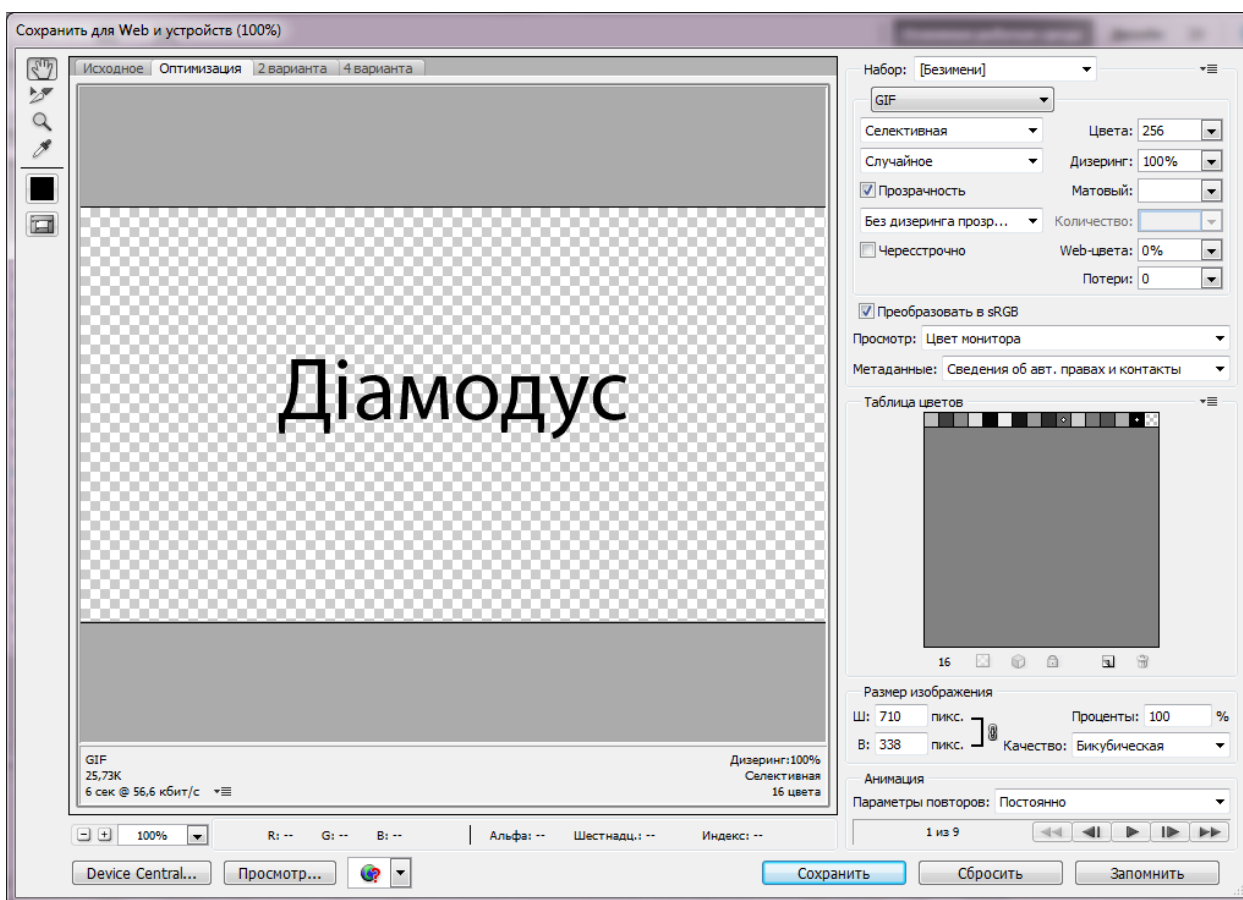 Сохранить для Web и устройств (100%)
Исходное Оптимизация 2 варианта 4 варианта
Діамодус
GIF Дизеринг:100%
25,73K Селективная
6 сек @ 56,6 кбит/с 16 цвета
100% R: -- G: -- B: -- Альфа: -- Шестнадц.: -- Индекс: --
Device Central... Просмотр...
Набор: [Безимени]
GIF
Селективная Цвета: 256
Случайное Дизеринг: 100%
Прозрачность Матовый:
Без дизеринга прозр... Количество:
Чересстрочно Web-цвета: 0%
Потери: 0
Преобразовать в sRGB
Просмотр: Цвет монитора
Метаданные: Сведения об авт. правах и контакты
Таблица цветов
16
Размер изображения
Ш: 710 пикс. Проценты: 100 %
В: 338 пикс. Качество: Бикубическая
Анимация
Параметры повторов: Постоянно
1 из 9
Сохранить Сбросить Запомнить